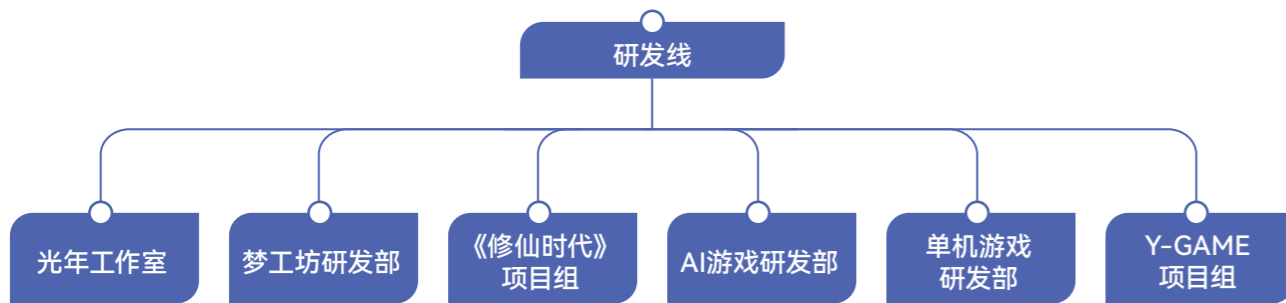 研发线
光年工作室
梦工坊研发部
《修仙时代》
项目组
AI游戏研发部
单机游戏
研发部
Y-GAME
项目组